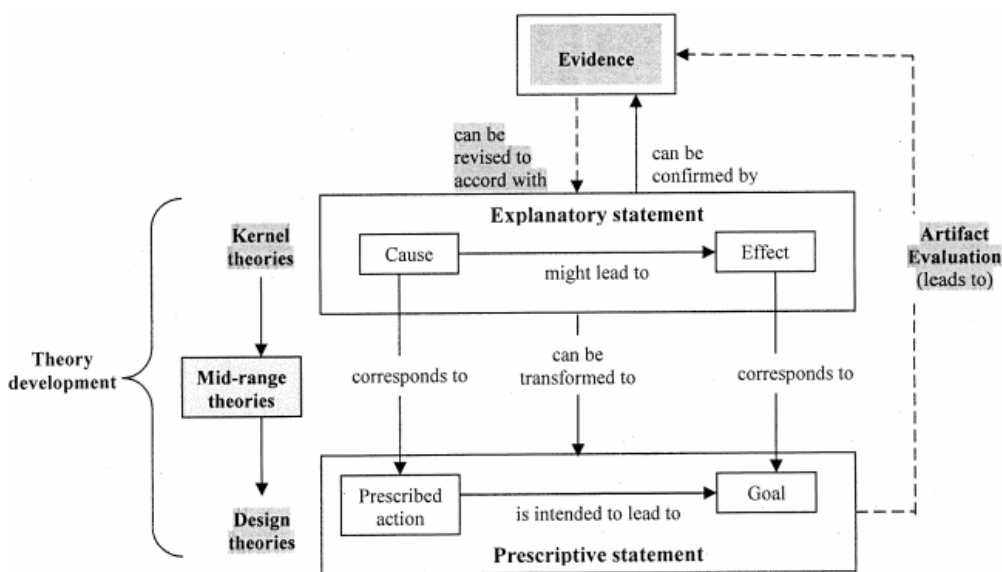 Evidence
can be
revised to
accord with
can be
confirmed by
Explanatory statement
Kernel
theories
Cause
might lead to
Effect
Artifact
Evaluation
(leads to)
Theory
development
Mid-range
theories
corresponds to
can be
transformed to
corresponds to
Design
theories
Prescribed
action
is intended to lead to
Goal
Prescriptive statement